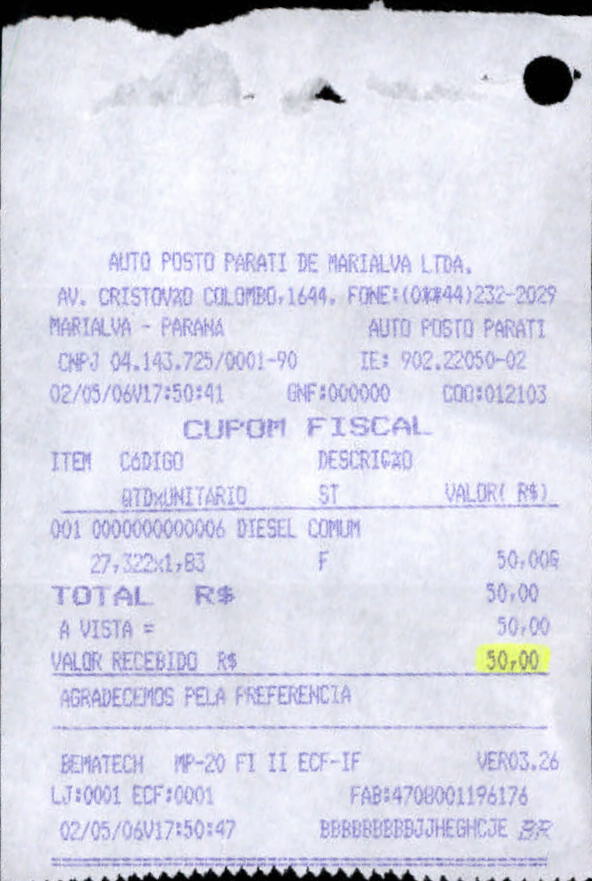 AUTO POSTO PARATI DE MARIALVA LTDA.
AV. CRISTOV%O COLOMBO,1644, FONE:(0**44)232-2029
MARIALVA - PARANA AUTO POSTO PARATI
CNPJ 04.143.725/0001-90 IE: 902.22050-02
02/05/06V17:50:41 GNF:000000 COO:012103
CUPOM FISCAL
ITEM CóDIGO DESCRIÇ%O
QTDxUNITARIO ST VALOR( R$)
001 0000000000006 DIESEL COMUM
27,322x1,83 F 50,00G
TOTAL R$ 50,00
A VISTA = 50,00
VALOR RECEBIDO R$ 50,00
AGRADECEMOS PELA PREFERENCIA
BEMATECH MP-20 FI II ECF-IF VER03.26
LJ:0001 ECF:0001 FAB:4708001196176
02/05/06V17:50:47 BBBBBBBBBJJHEGHCJE BR